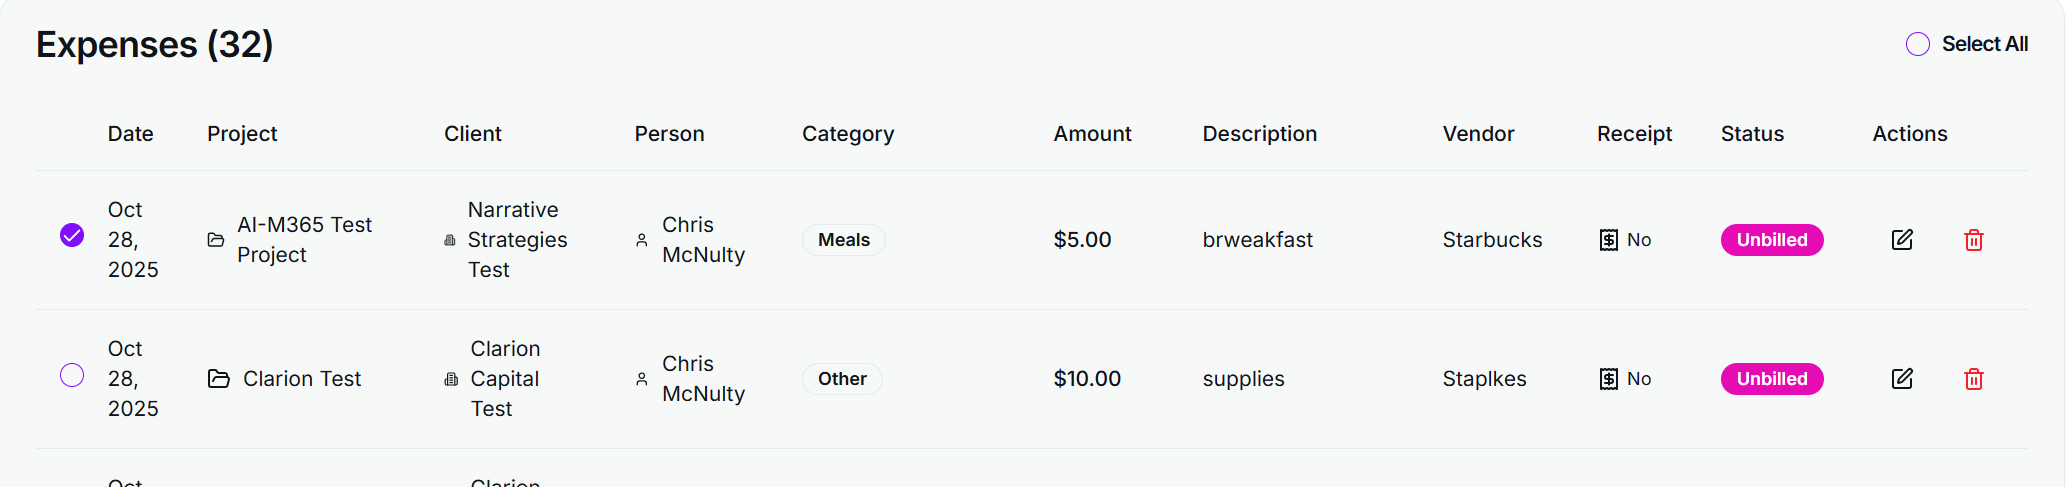 Expenses (32)
Select All
Date Project Client Person Category Amount Description Vendor Receipt Status Actions
Oct
28,
2025
AI-M365 Test
Project
Narrative
Strategies
Test
Chris
McNulty
Meals
$5.00
brweakfast
Starbucks
No
Unbilled
Oct
28,
2025
Clarion Test
Clarion
Capital
Test
Chris
McNulty
Other
$10.00
supplies
Staplkes
No
Unbilled
Oct
Clarion